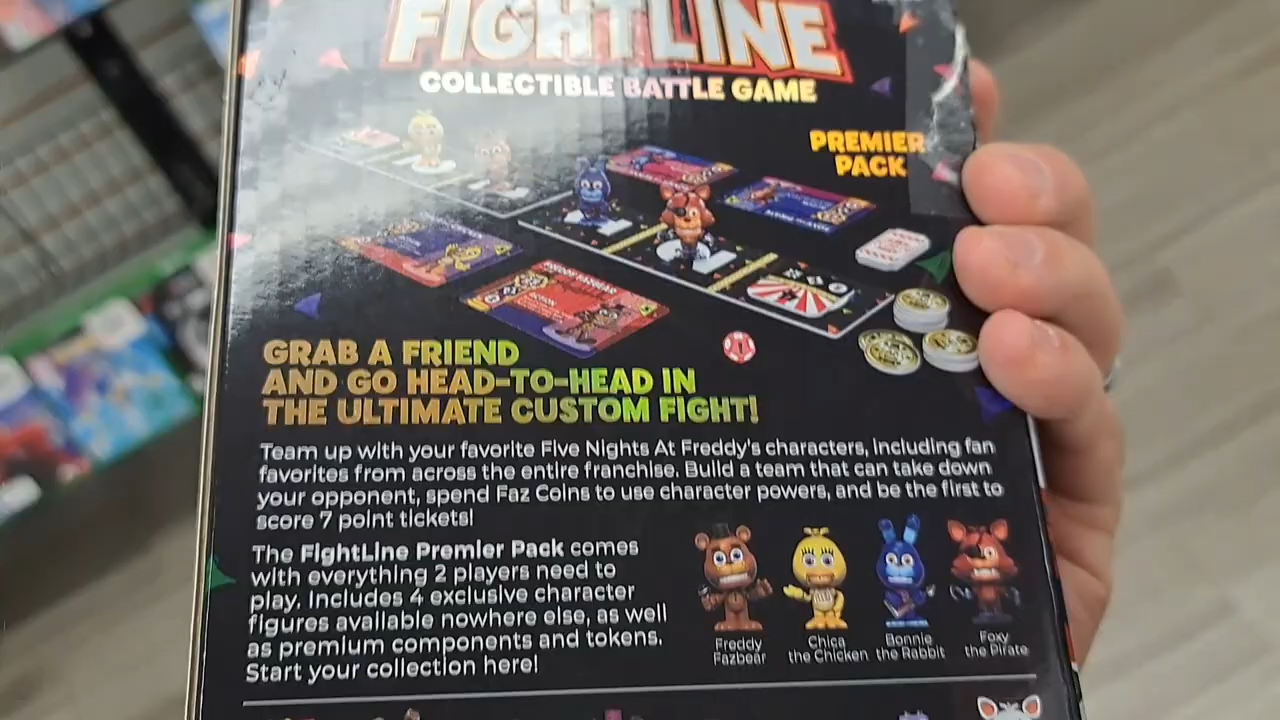 FIGHTLINE
COLLECTIBLE BATTLE GAME
PREMIER
PACK
GRAB A FRIEND
AND GO HEAD-TO-HEAD IN
THE ULTIMATE CUSTOM FIGHT!
Team up with your favorite Five Nights At Freddy's characters, including fan
favorites from across the entire franchise. Build a team that can take down
your opponent, spend Faz Coins to use character powers, and be the first to
score 7 point tickets!
The FightLine Premier Pack comes
with everything 2 players need to
play. Includes 4 exclusive character
figures available nowhere else, as well
as premium components and tokens.
Start your collection here!
Freddy
Fazbear
Chica
the Chicken
Bonnie
the Rabbit
Foxy
the Pirate